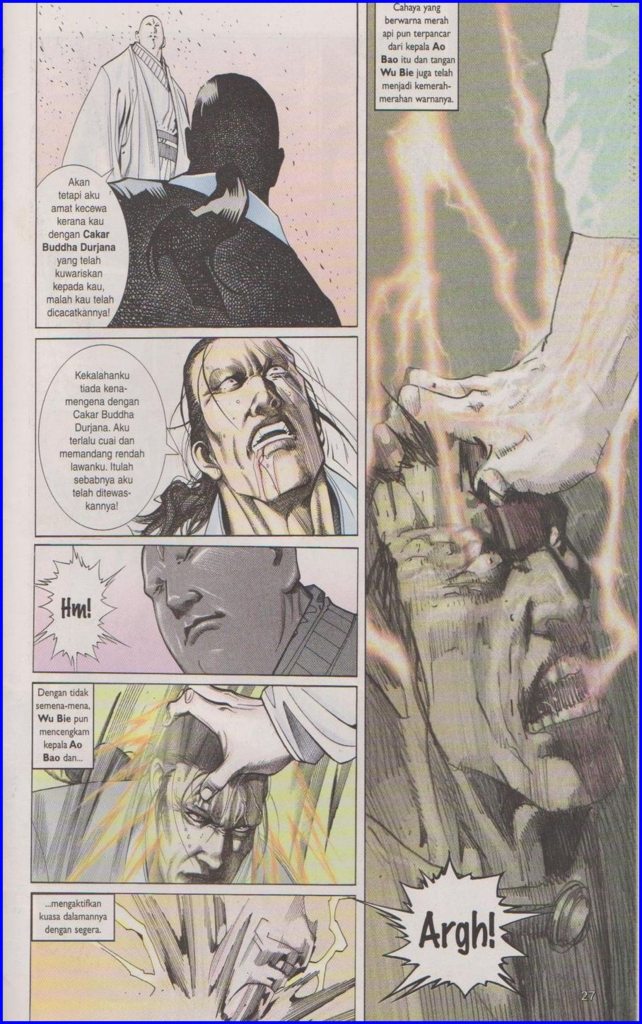 Akan
tetapi aku
amat kecewa
kerana kau
dengan Cakar
Buddha Durjana
yang telah
kuwariskan
kepada kau,
malah kau telah
dicacatkannya!
Kekalahanku
tiada kena-
mengena dengan
Cakar Buddha
Durjana. Aku
terlalu cuai dan
memandang rendah
lawanku. Itulah
sebabnya aku
telah ditewas-
kannya!
Hm!
Dengan tidak
semena-mena,
Wu Bie pun
mencengkam
kepala Ao
Bao dan...
...mengaktifkan
kuasa dalamannya
dengan segera.
Cahaya yang
berwarna merah
api pun terpancar
dari kepala Ao
Bao itu dan tangan
Wu Bie juga telah
menjadi kemerah-
merahan warnanya.
Argh!
27